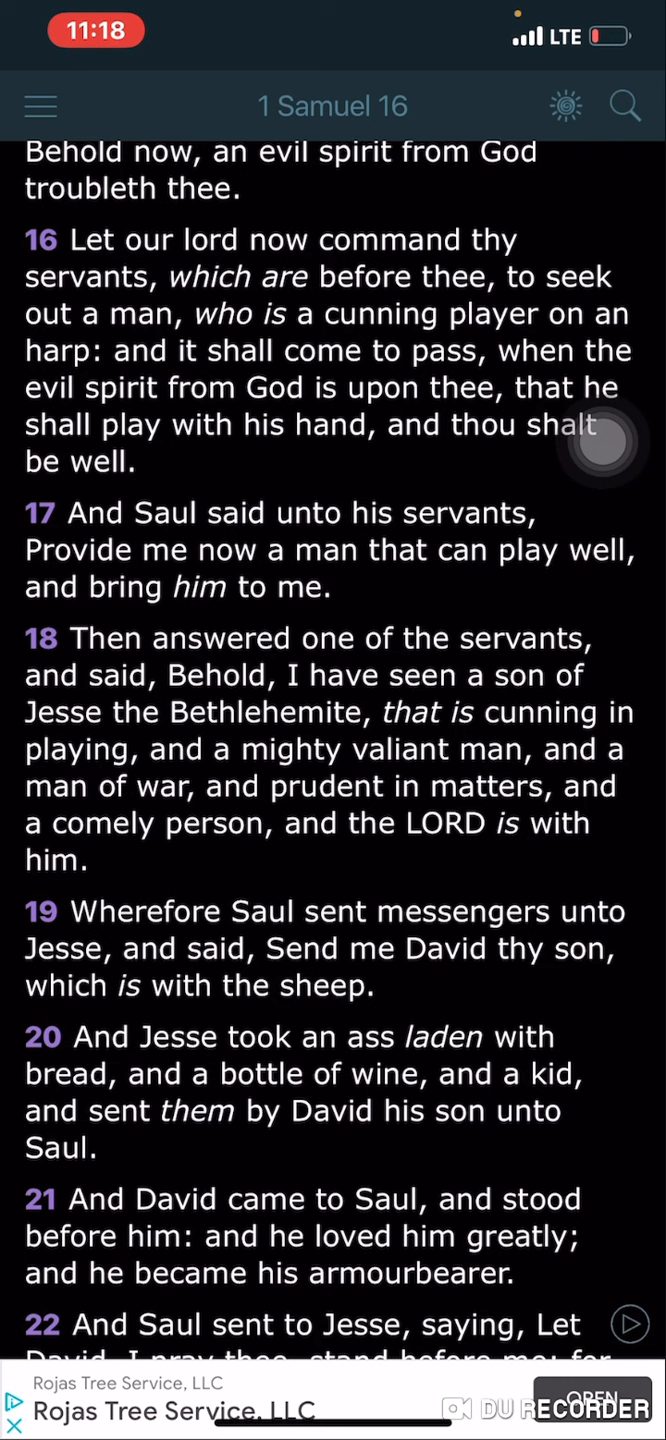 11:18
LTE
1 Samuel 16
Behold now, an evil spirit from God
troubleth thee.
16 Let our lord now command thy
servants, which are before thee, to seek
out a man, who is a cunning player on an
harp: and it shall come to pass, when the
evil spirit from God is upon thee, that he
shall play with his hand, and thou shalt
be well.
17 And Saul said unto his servants,
Provide me now a man that can play well,
and bring him to me.
18 Then answered one of the servants,
and said, Behold, I have seen a son of
Jesse the Bethlehemite, that is cunning in
playing, and a mighty valiant man, and a
man of war, and prudent in matters, and
a comely person, and the LORD is with
him.
19 Wherefore Saul sent messengers unto
Jesse, and said, Send me David thy son,
which is with the sheep.
20 And Jesse took an ass laden with
bread, and a bottle of wine, and a kid,
and sent them by David his son unto
Saul.
21 And David came to Saul, and stood
before him: and he loved him greatly;
and he became his armourbearer.
22 And Saul sent to Jesse, saying, Let
David, I pray thee, stand before me: for
Rojas Tree Service, LLC
Rojas Tree Service, LLC
OPEN
DU RECORDER